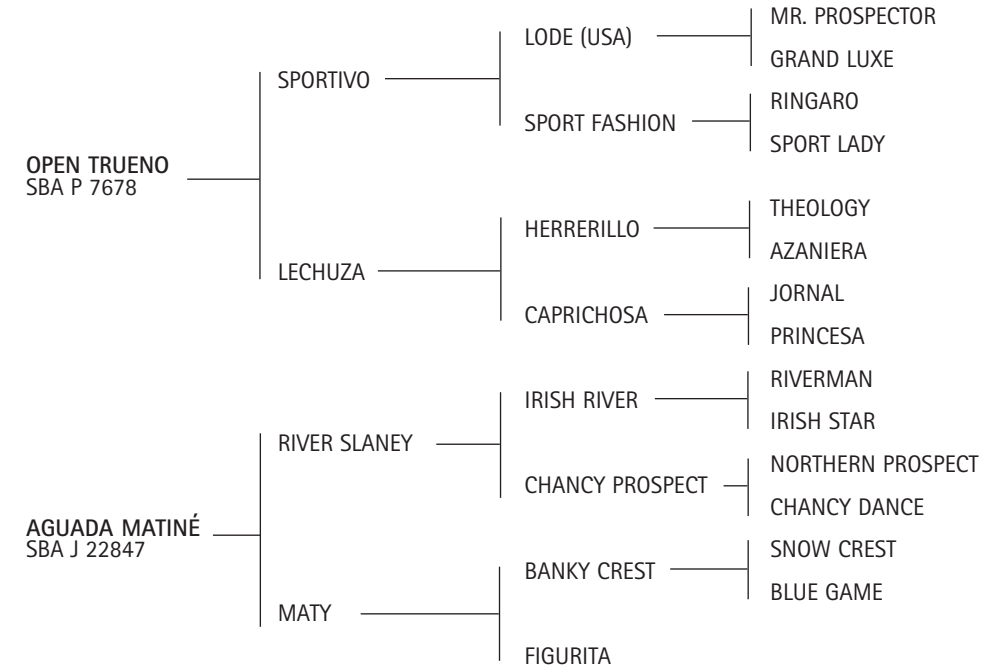 MR. PROSPECTOR
LODE (USA)
GRAND LUXE
SPORTIVO
RINGARO
SPORT FASHION
SPORT LADY
OPEN TRUENO
SBA P 7678
THEOLOGY
HERRERILLO
AZANIERA
LECHUZA
JORNAL
CAPRICHOSA
PRINCESA
RIVERMAN
IRISH RIVER
IRISH STAR
RIVER SLANEY
NORTHERN PROSPECT
CHANCY PROSPECT
CHANCY DANCE
AGUADA MATINÉ
SBA J 22847
SNOW CREST
BANKY CREST
BLUE GAME
MATY
FIGURITA